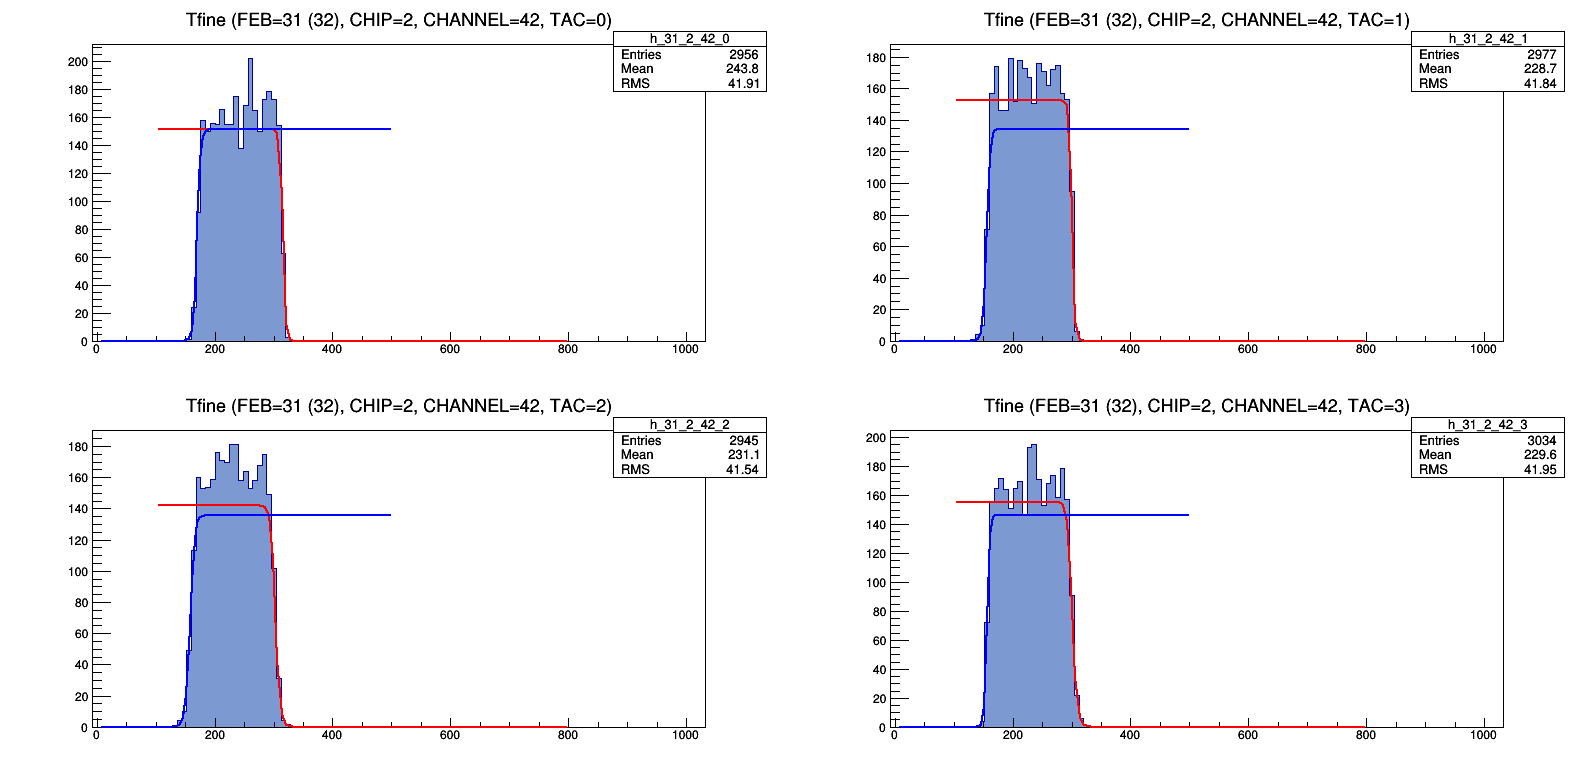 Tfine (FEB=31 (32), CHIP=2, CHANNEL=42, TAC=0)
h_31_2_42_0
Entries 2956
Mean 243.8
RMS 41.91
200
180
160
140
120
100
80
60
40
20
0
0 200 400 600 800 1000
Tfine (FEB=31 (32), CHIP=2, CHANNEL=42, TAC=1)
h_31_2_42_1
Entries 2977
Mean 228.7
RMS 41.84
180
160
140
120
100
80
60
40
20
0
0 200 400 600 800 1000
Tfine (FEB=31 (32), CHIP=2, CHANNEL=42, TAC=2)
h_31_2_42_2
Entries 2945
Mean 231.1
RMS 41.54
180
160
140
120
100
80
60
40
20
0
0 200 400 600 800 1000
Tfine (FEB=31 (32), CHIP=2, CHANNEL=42, TAC=3)
h_31_2_42_3
Entries 3034
Mean 229.6
RMS 41.95
200
180
160
140
120
100
80
60
40
20
0
0 200 400 600 800 1000